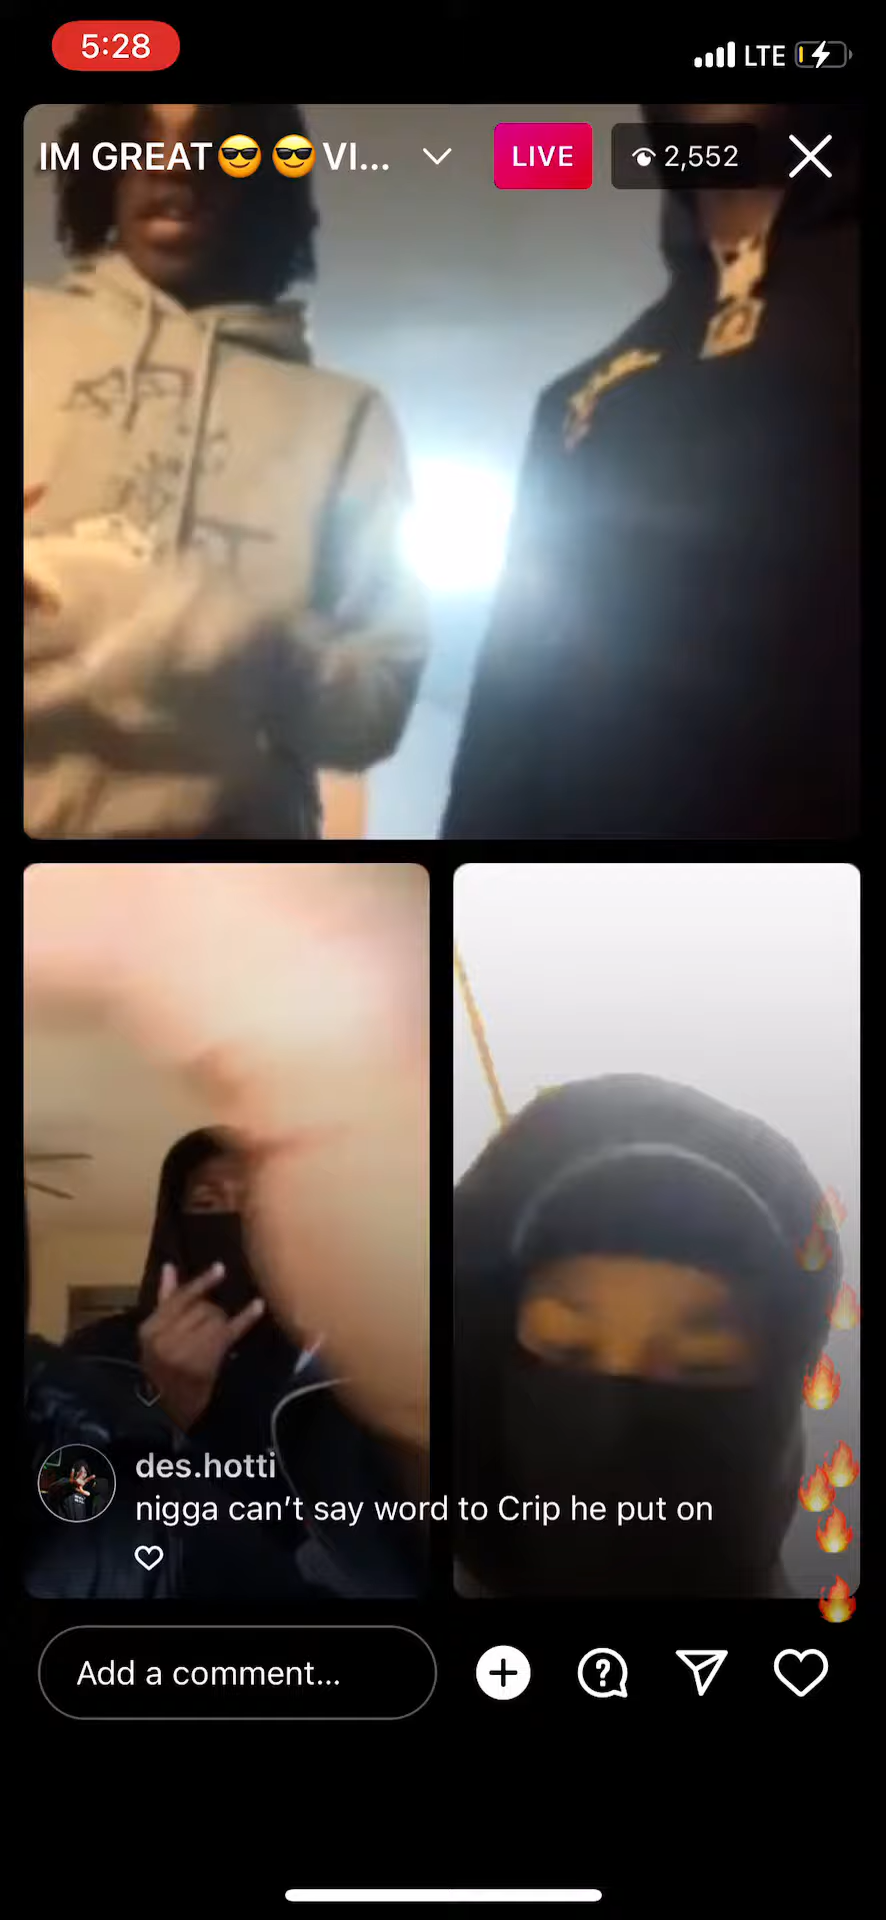 5:28
LTE
IM GREAT😎😎VI...
LIVE
2,552
des.hotti
nigga can’t say word to Crip he put on
Add a comment...